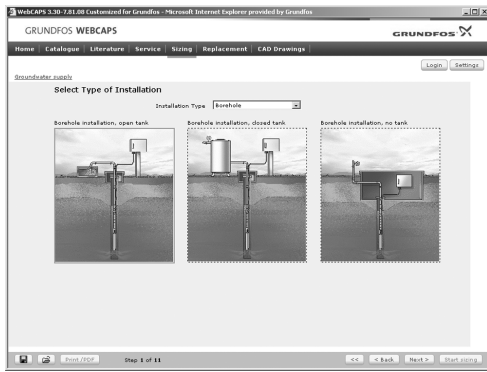 WebCAPS 3.30-7.81.08 Customized for Grundfos - Microsoft Internet Explorer provided by Grundfos
GRUNDFOS WEBCAPS
GRUNDFOS
Home Catalogue Literature Service Sizing Replacement CAD Drawings
Login Settings
Groundwater supply
Select Type of Installation
Installation Type Borehole
Borehole installation, open tank Borehole installation, closed tank Borehole installation, no tank
Print/PDF Step 1 of 11 << < Back Next > Start sizing